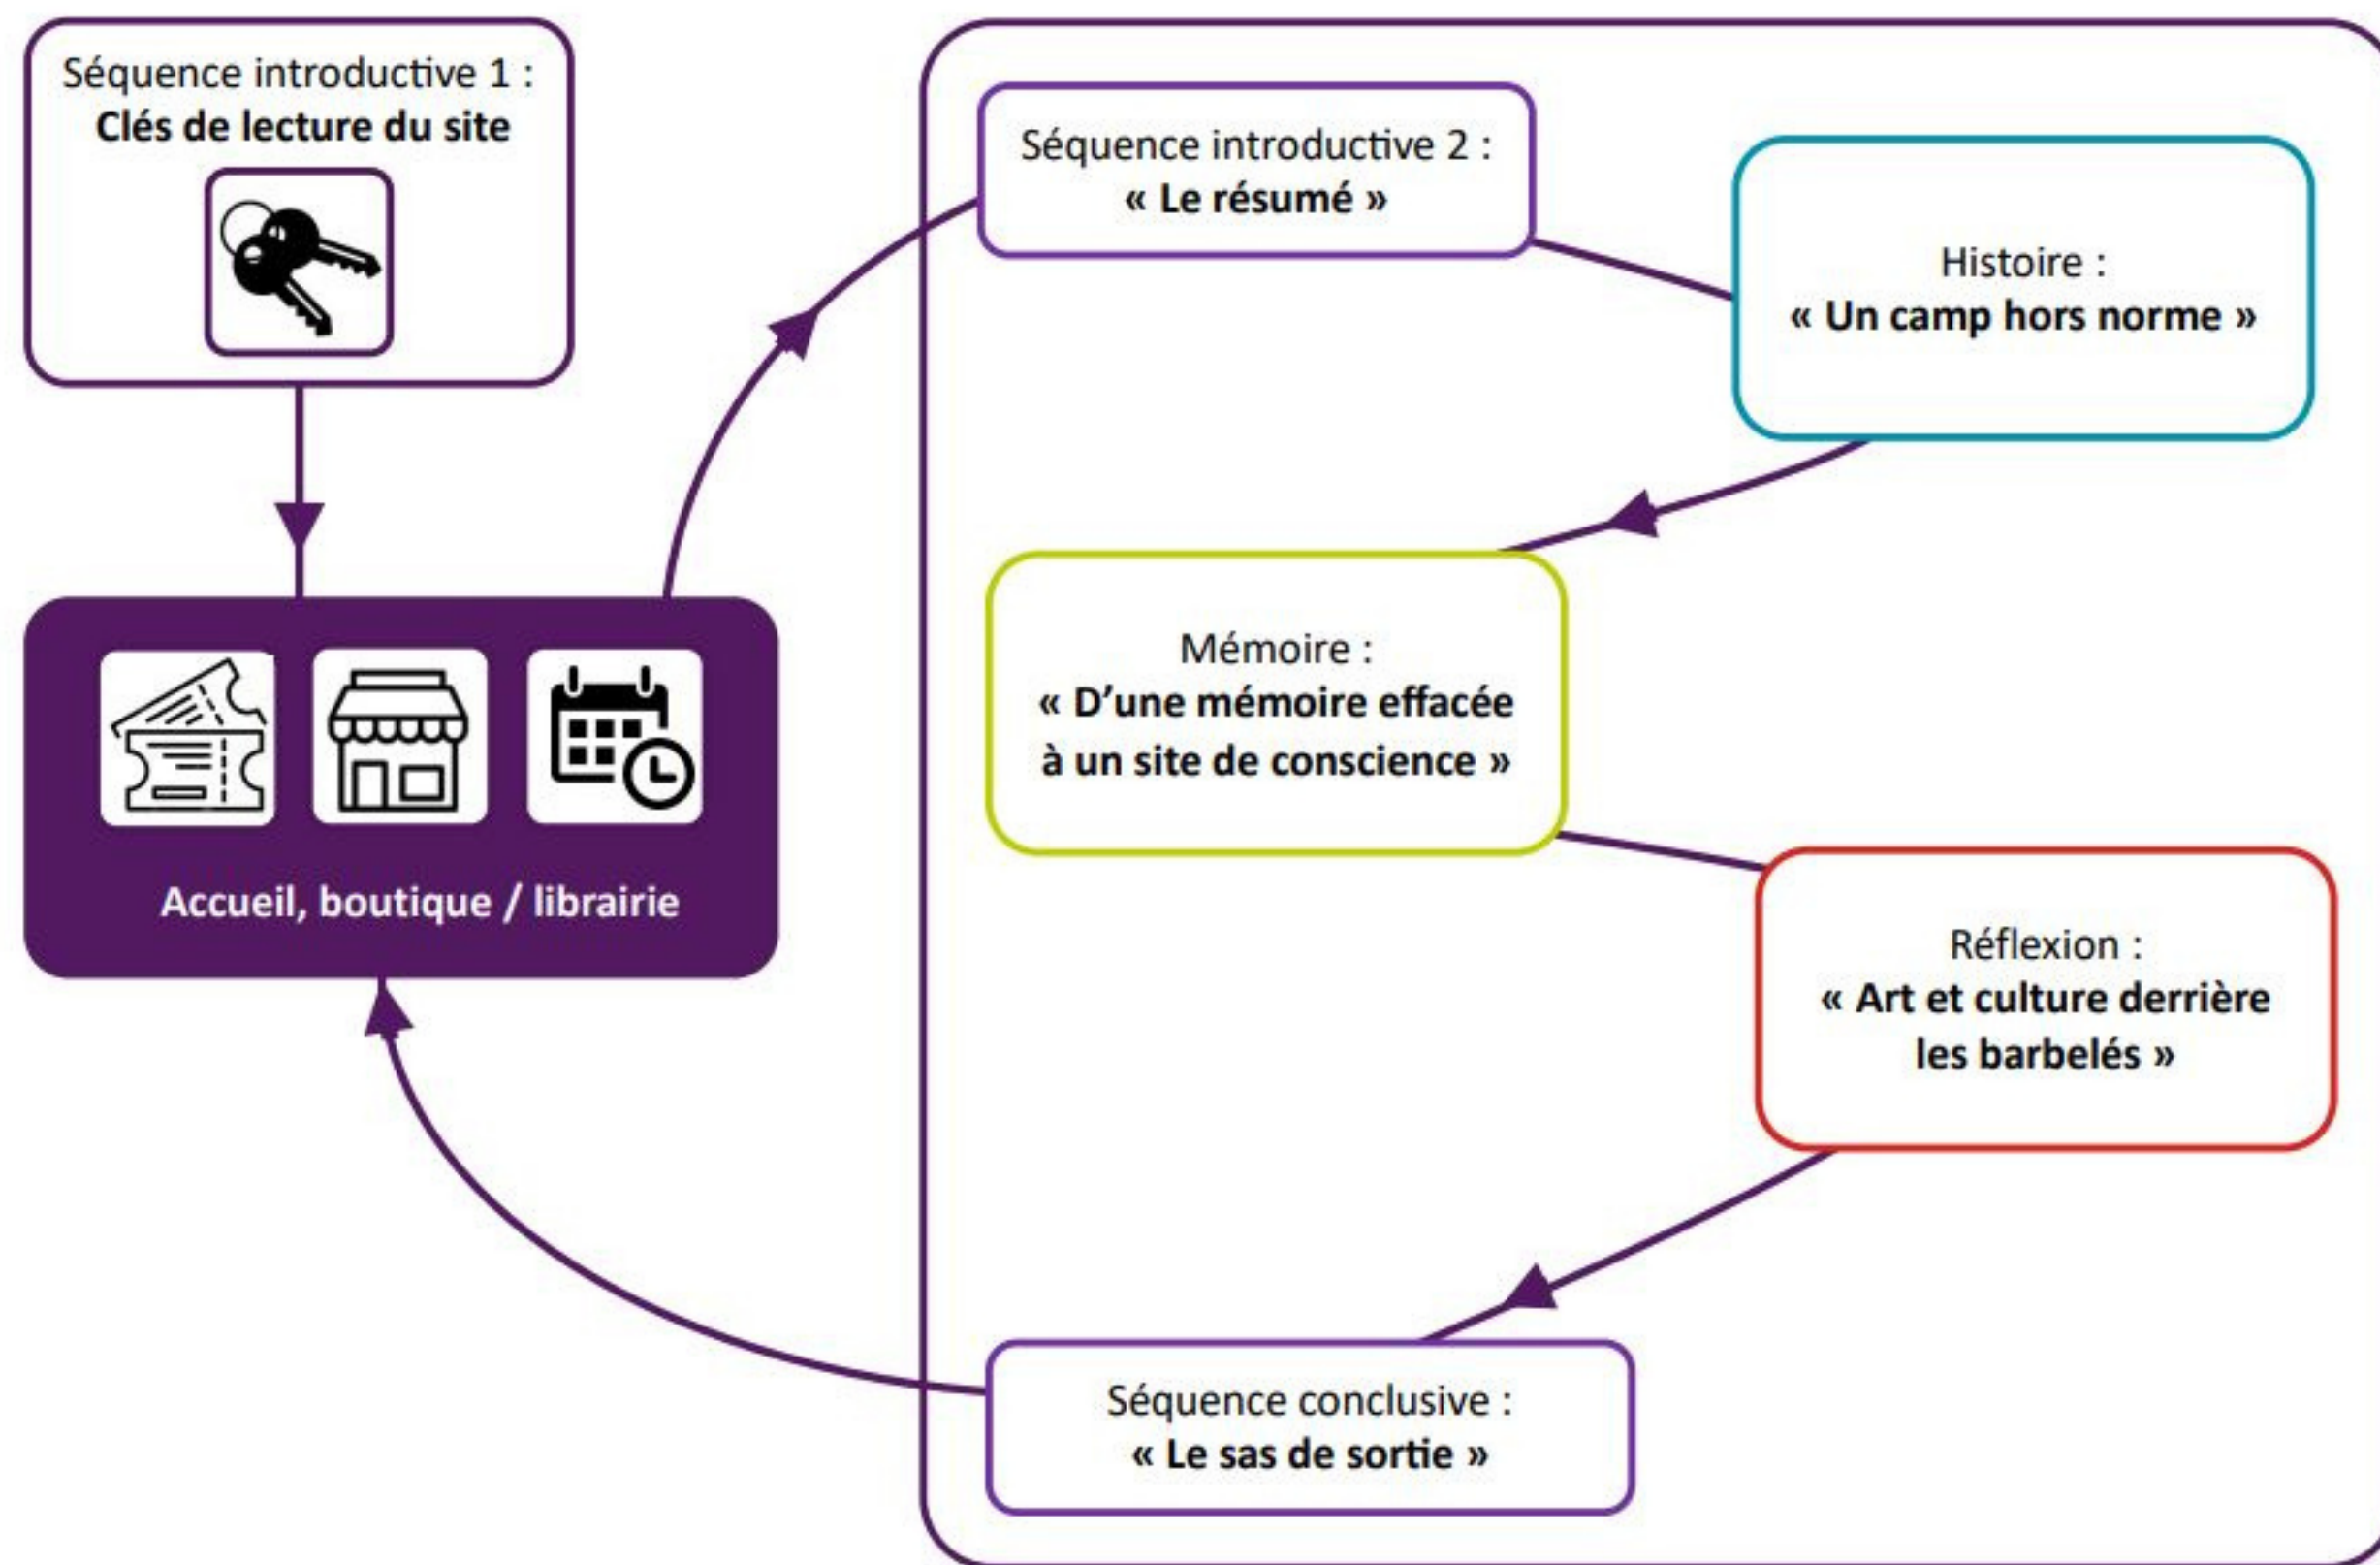 Séquence introductive 1 :
Clés de lecture du site
Accueil, boutique / librairie
Séquence introductive 2 :
« Le résumé »
Histoire :
« Un camp hors norme »
Mémoire :
« D’une mémoire effacée
à un site de conscience »
Réflexion :
« Art et culture derrière
les barbelés »
Séquence conclusive :
« Le sas de sortie »